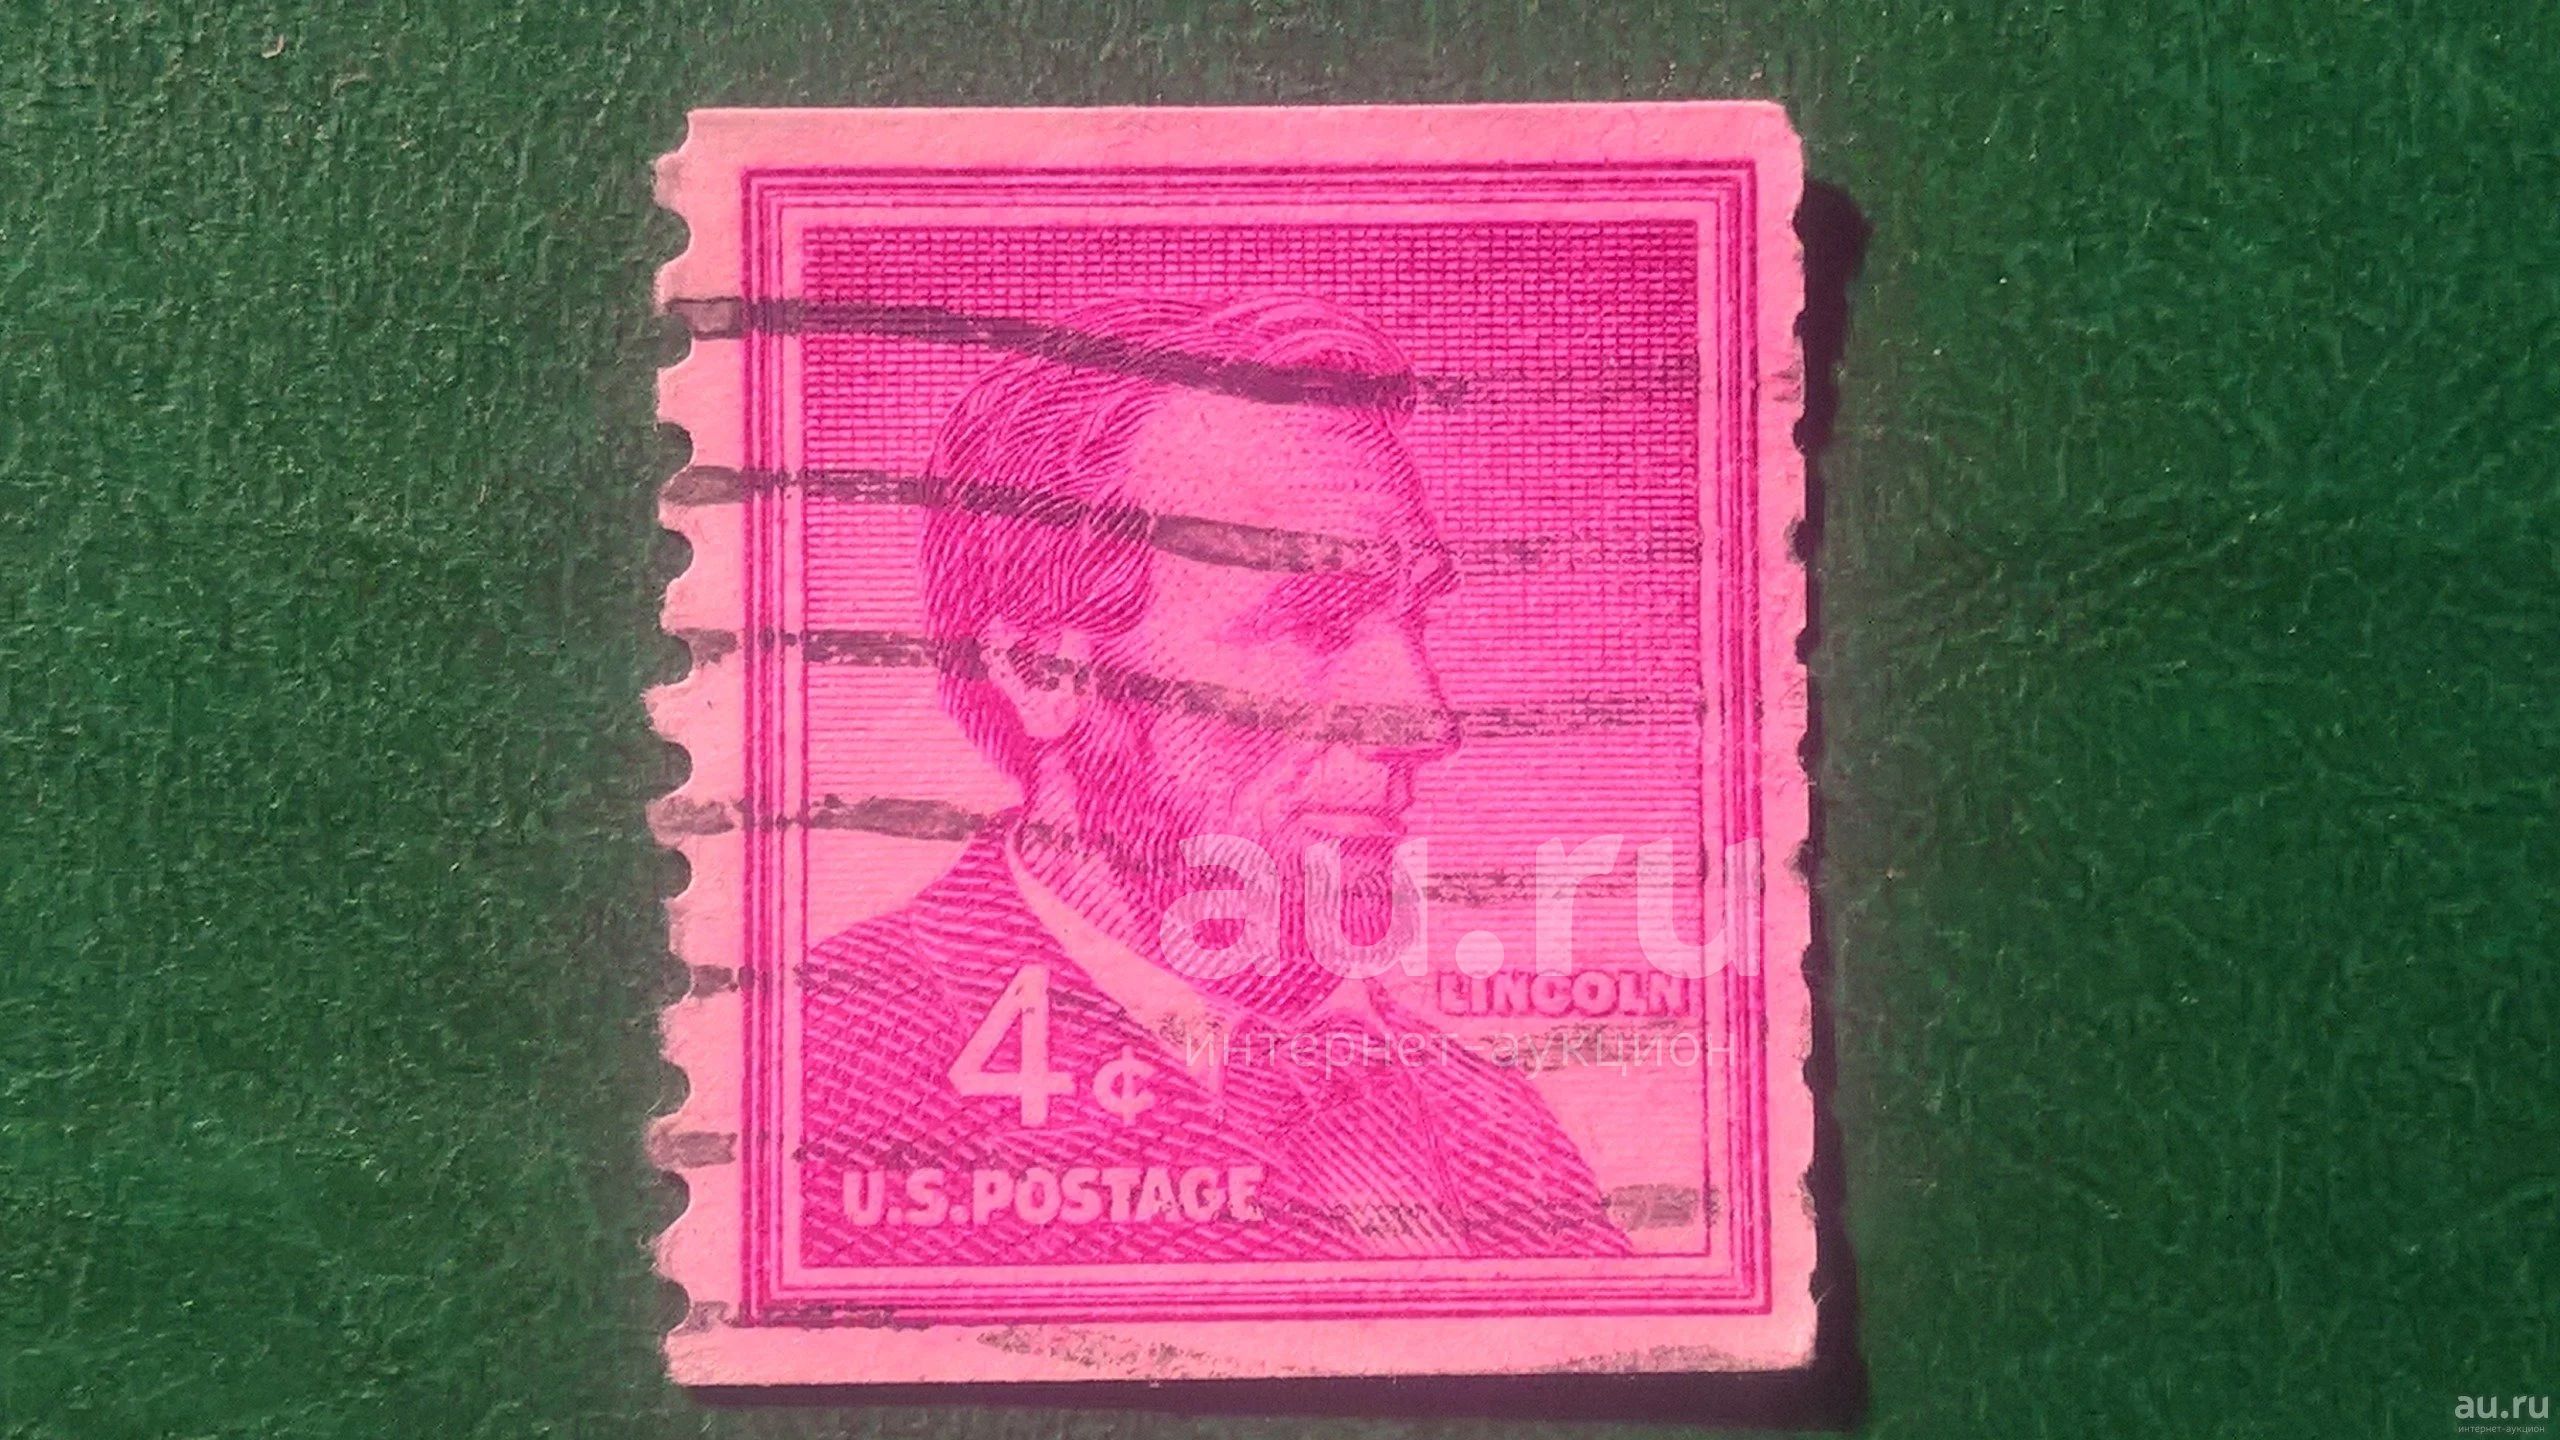 au.ru
LINCOLN
интернет-аукцион
4¢
U.S.POSTAGE
au.ru
интернет-аукцион